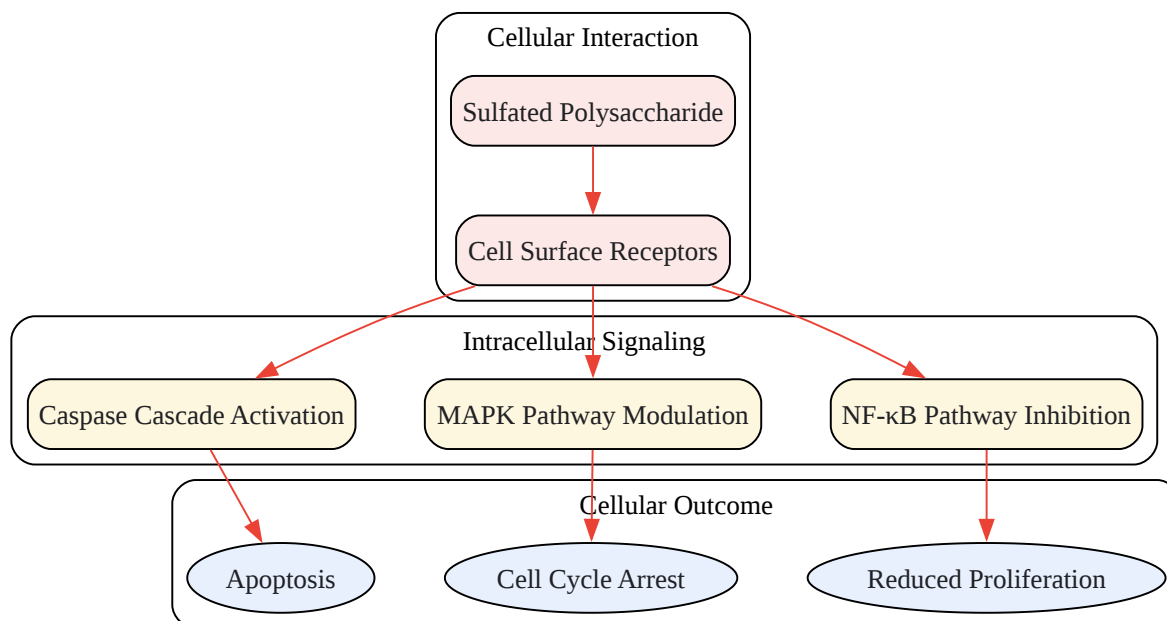 Cellular Interaction
Sulfated Polysaccharide
Cell Surface Receptors
Intracellular Signaling
Caspase Cascade Activation
MAPK Pathway Modulation
NF-κB Pathway Inhibition
Cellular Outcome
Apoptosis
Cell Cycle Arrest
Reduced Proliferation